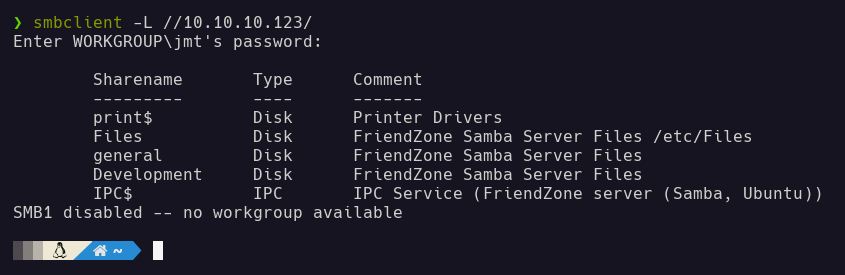 ❯ smbclient -L //10.10.10.123/
Enter WORKGROUP\jmt's password:

        Sharename       Type      Comment
        ---------       ----      -------
        print$          Disk      Printer Drivers
        Files           Disk      FriendZone Samba Server Files /etc/Files
        general         Disk      FriendZone Samba Server Files
        Development     Disk      FriendZone Samba Server Files
        IPC$            IPC       IPC Service (FriendZone server (Samba, Ubuntu))
SMB1 disabled -- no workgroup available

~